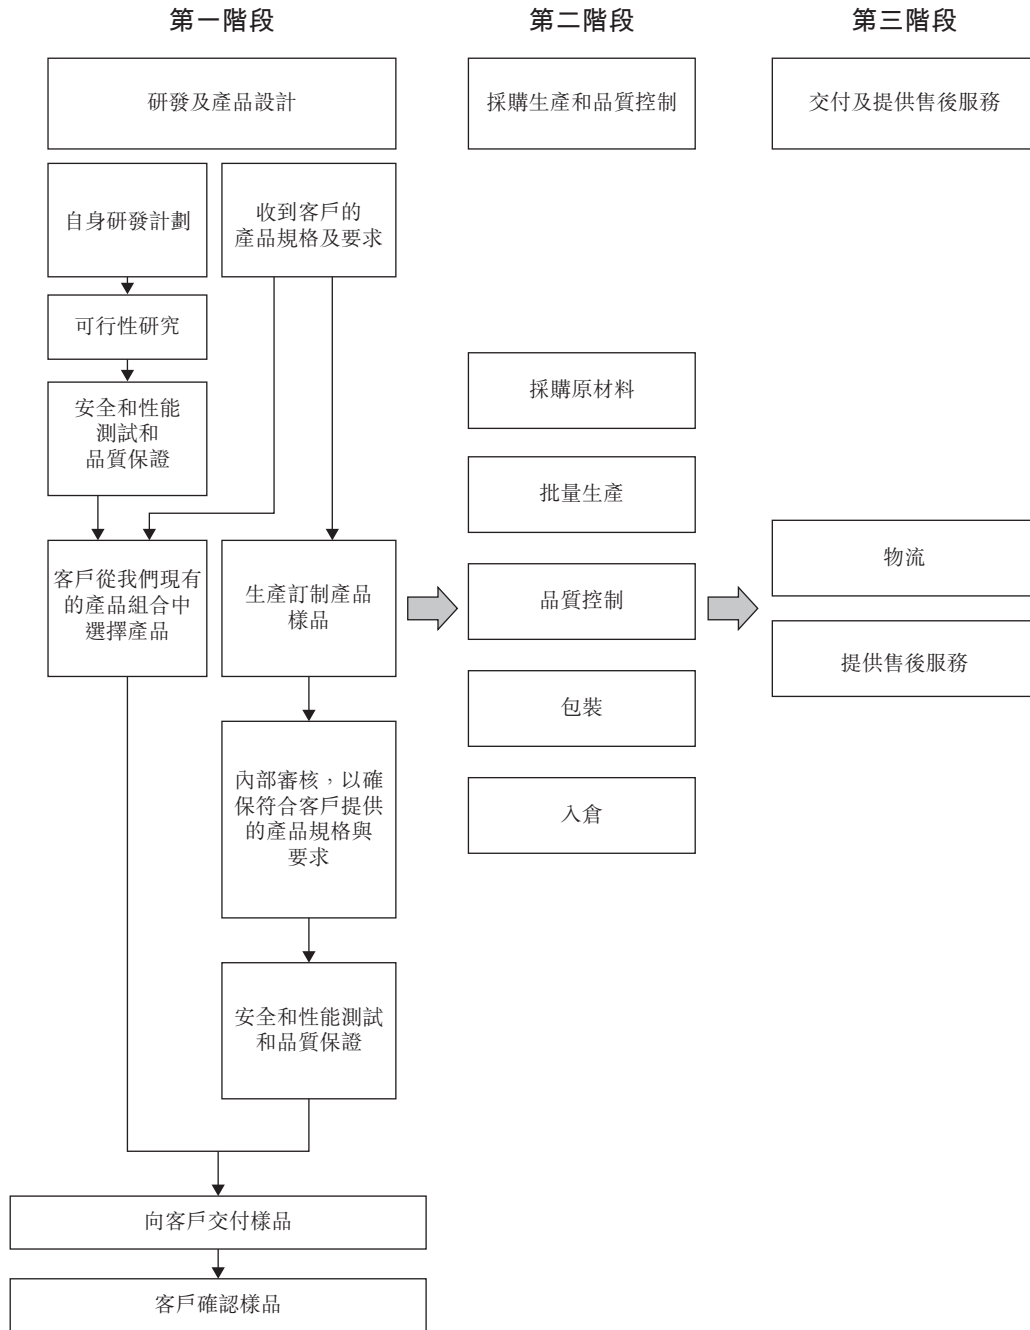 第一階段
第二階段
第三階段
研發及產品設計
採購生產和品質控制
交付及提供售後服務
自身研發計劃
收到客戶的
產品規格及要求
可行性研究
安全和性能
測試和
品質保證
客戶從我們現有
的產品組合中
選擇產品
生產訂制產品
樣品
內部審核，以確
保符合客戶提供
的產品規格與
要求
安全和性能測試
和品質保證
向客戶交付樣品
客戶確認樣品
採購原材料
批量生產
品質控制
包裝
入倉
物流
提供售後服務